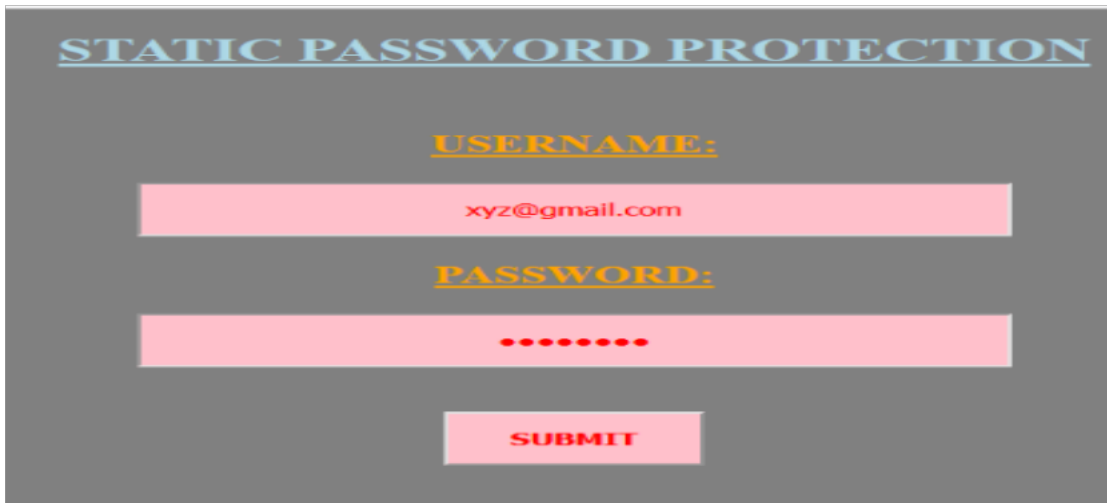 STATIC PASSWORD PROTECTION
USERNAME:
xyz@gmail.com
PASSWORD:
••••••••
SUBMIT